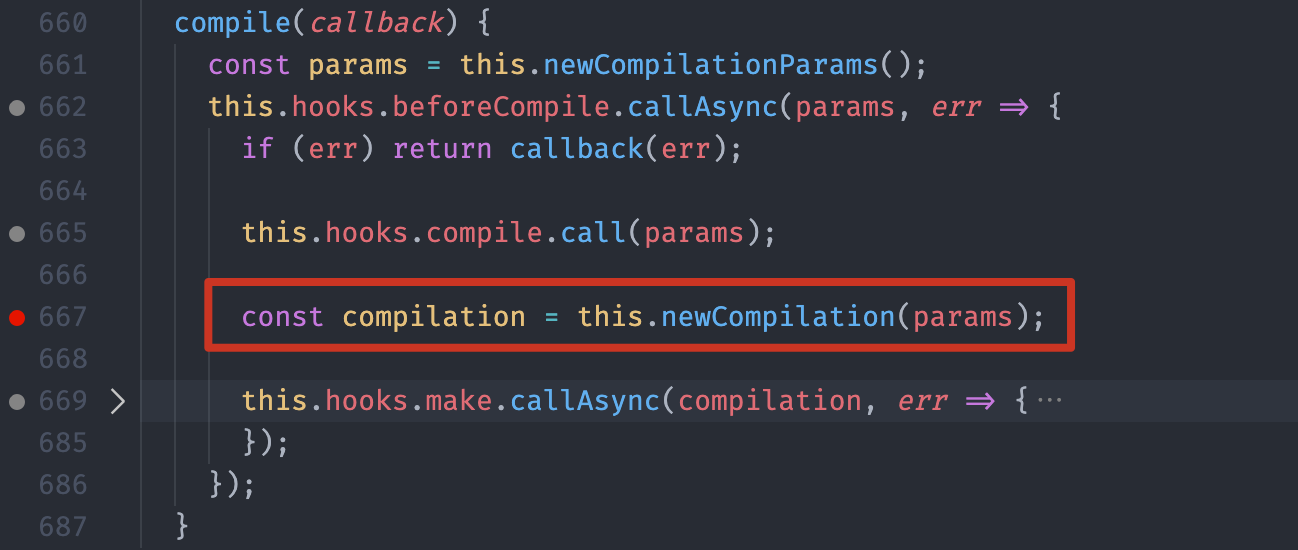 660 compile(callback) {
661 const params = this.newCompilationParams();
662 this.hooks.beforeCompile.callAsync(params, err => {
663 if (err) return callback(err);
664
665 this.hooks.compile.call(params);
666
667 const compilation = this.newCompilation(params);
668
669 this.hooks.make.callAsync(compilation, err => {···
685 });
686 });
687 }